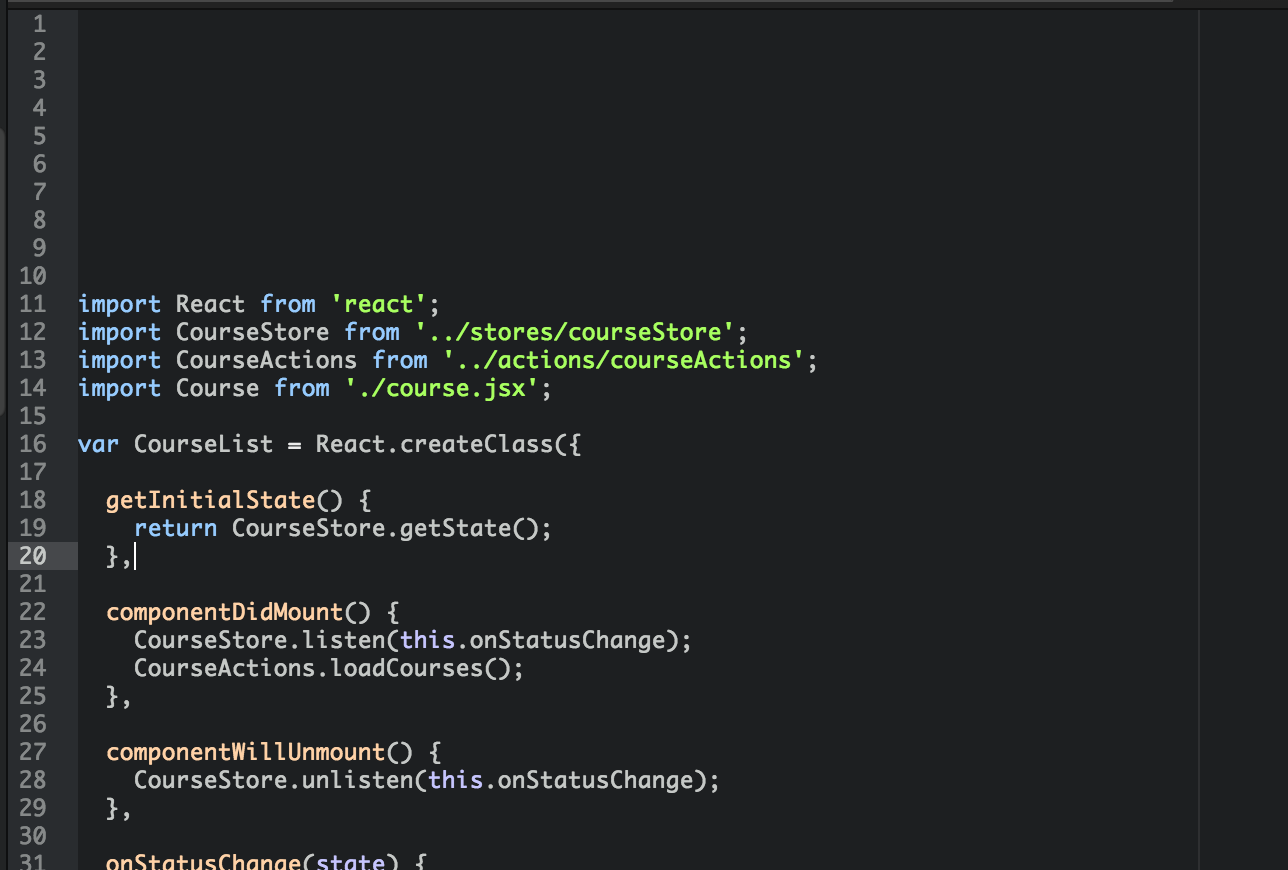 1
2
3
4
5
6
7
8
9
10
11 import React from 'react';
12 import CourseStore from '../stores/courseStore';
13 import CourseActions from '../actions/courseActions';
14 import Course from './course.jsx';
15
16 var CourseList = React.createClass({
17
18   getInitialState() {
19     return CourseStore.getState();
20   },
21
22   componentDidMount() {
23     CourseStore.listen(this.onStatusChange);
24     CourseActions.loadCourses();
25   },
26
27   componentWillUnmount() {
28     CourseStore.unlisten(this.onStatusChange);
29   },
30
31   onStatusChange(state) {